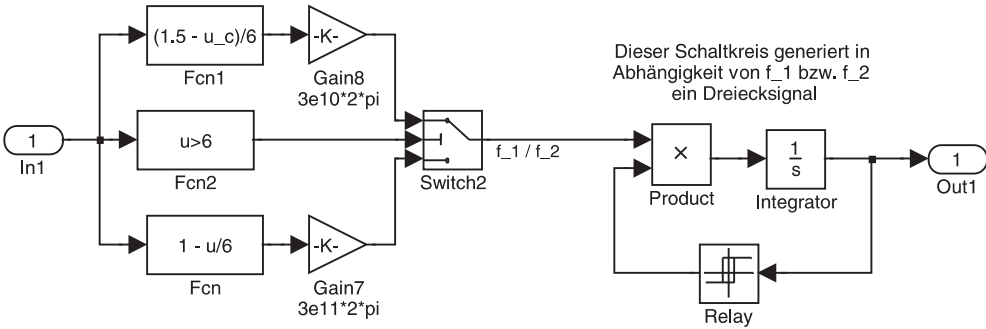 (1.5 - u_c)/6
Fcn1
-K-
Gain8
3e10*2*pi
Dieser Schaltkreis generiert in
Abhängigkeit von f_1 bzw. f_2
ein Dreiecksignal
1
In1
u>6
Fcn2
Switch2
f_1 / f_2
×
Product
1
s
Integrator
1
Out1
1 - u/6
Fcn
-K-
Gain7
3e11*2*pi
Relay